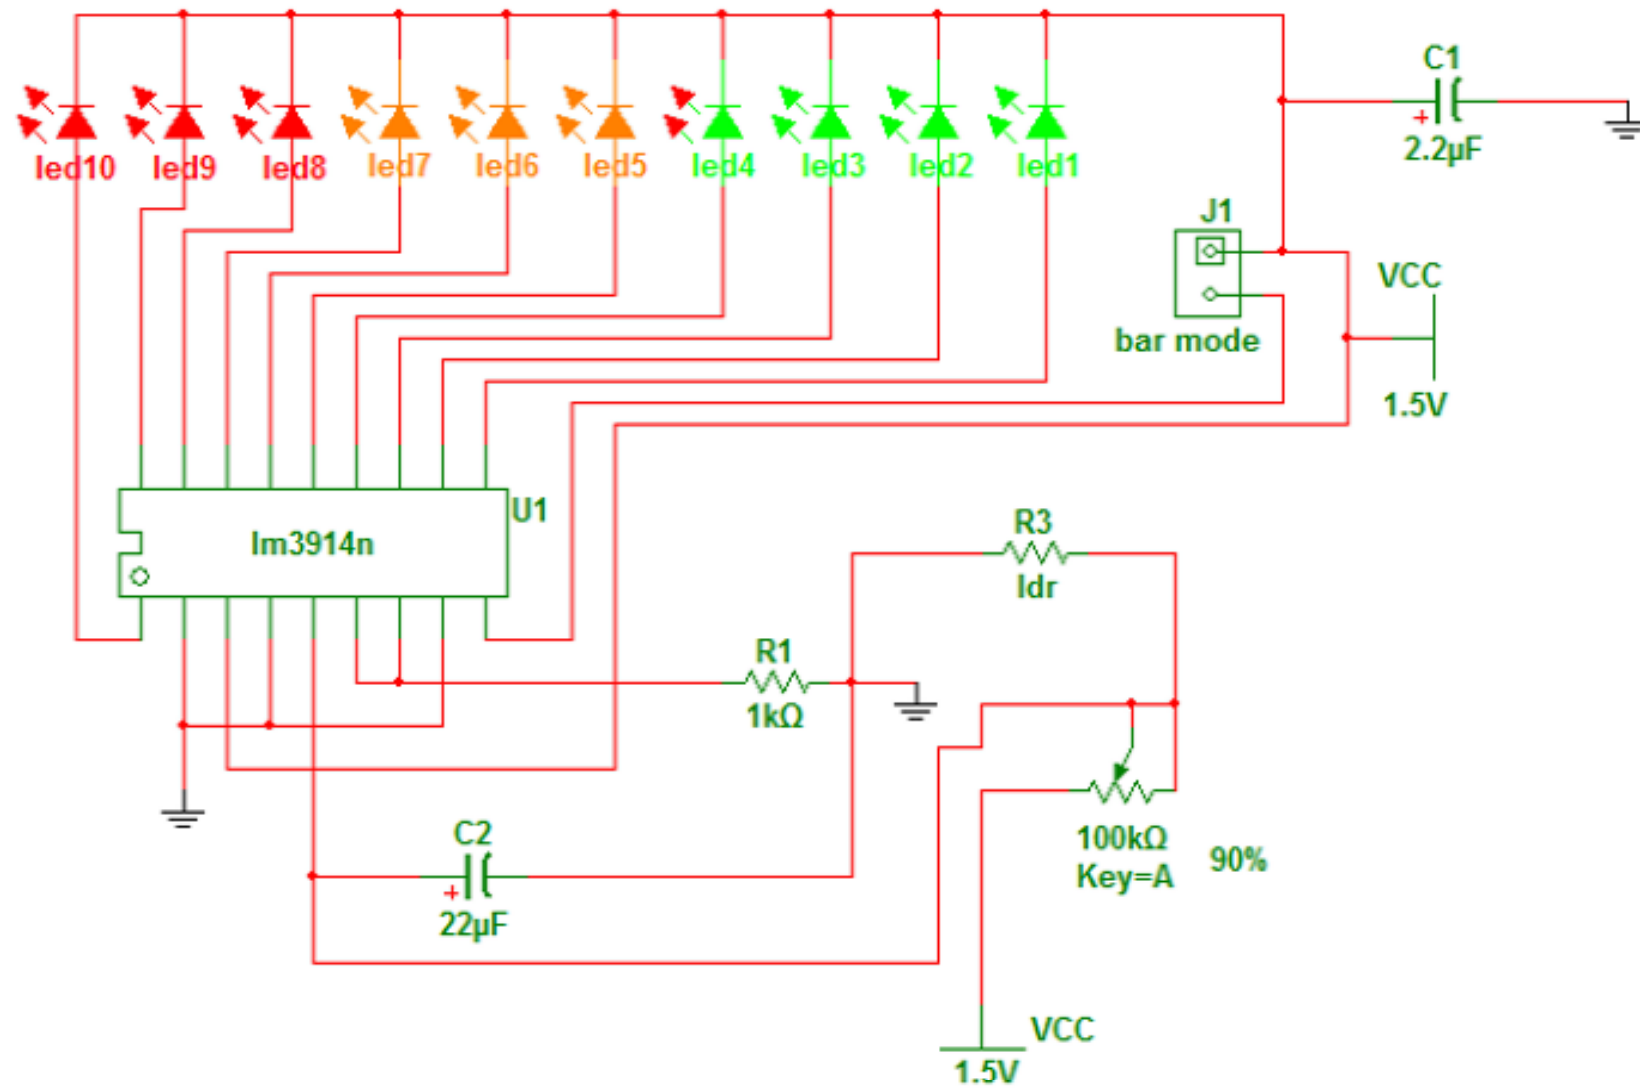 C1
+
2.2µF
led10 led9 led8 led7 led6 led5 led4 led3 led2 led1
J1
bar mode
VCC
1.5V
U1
lm3914n
R3
ldr
R1
1kΩ
C2
+
22µF
100kΩ
Key=A
90%
VCC
1.5V